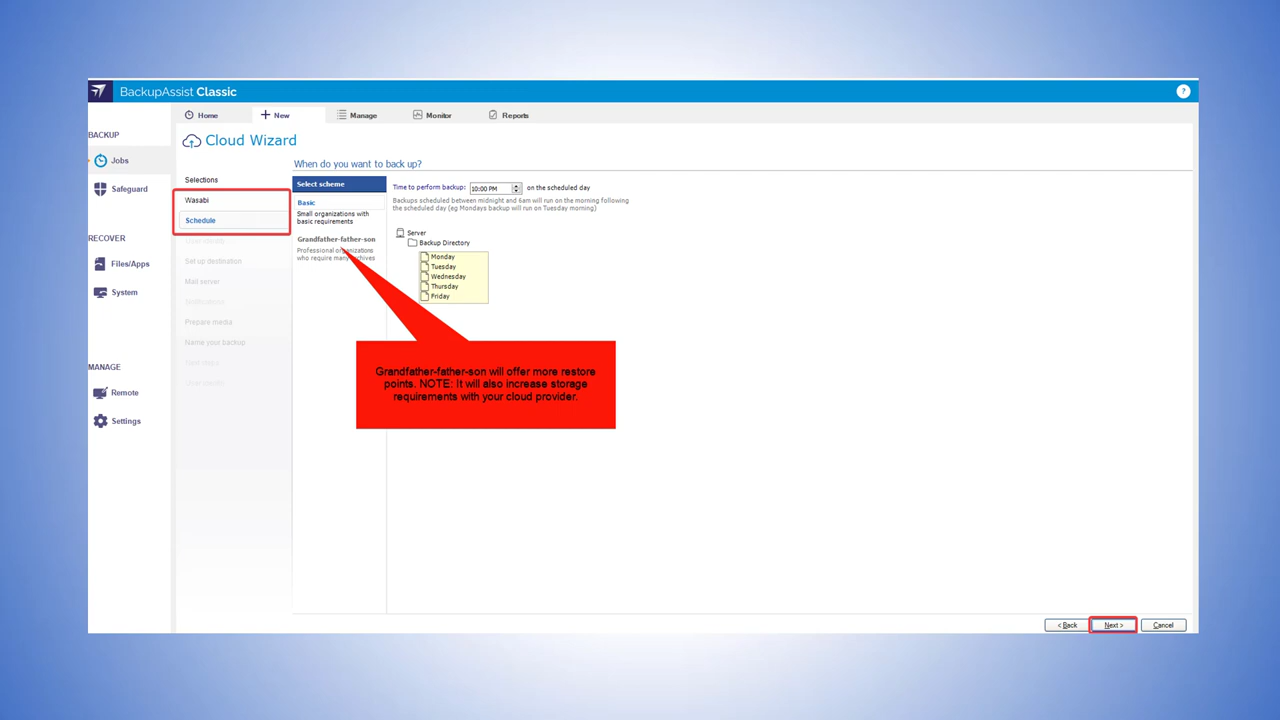 BackupAssist Classic
?
Home
New
Manage
Monitor
Reports
BACKUP
Jobs
Safeguard
RECOVER
Files/Apps
System
MANAGE
Remote
Settings
Cloud Wizard
Selections
Wasabi
Schedule
User identity
Set up destination
Mail server
Notifications
Prepare media
Name your backup
When do you want to back up?
Select scheme
Basic
Small organizations with
basic requirements
Grandfather-father-son
Professional organizations
who require many archives
Time to perform backup: 10:00 PM on the scheduled day
Backups scheduled between midnight and 6am will run on the morning following
the scheduled day (eg Mondays backup will run on Tuesday morning)
Server
Backup Directory
Monday
Tuesday
Wednesday
Thursday
Friday
Grandfather-father-son will offer more restore
points. NOTE: It will also increase storage
requirements with your cloud provider.
< Back
Next >
Cancel